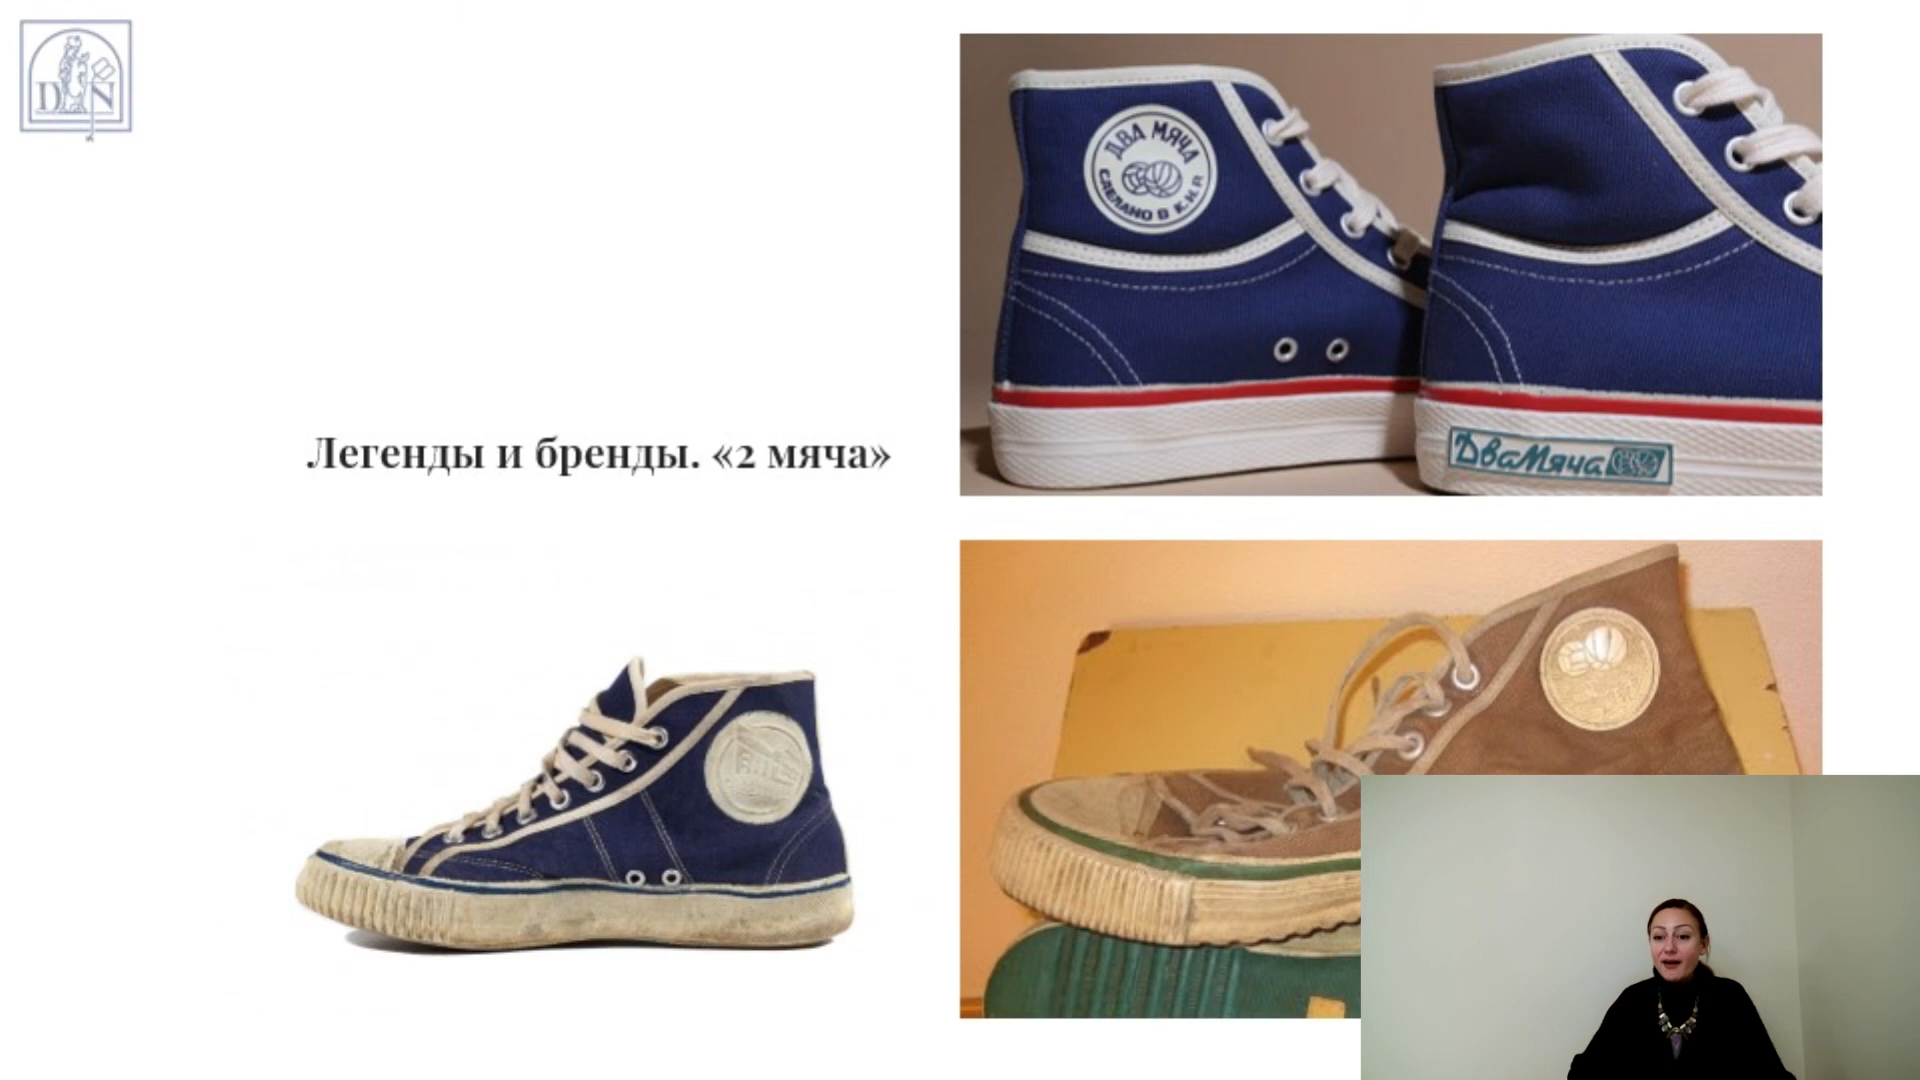 D N
ДВА МЯЧА
СДЕЛАНО В К.Н.Р
Легенды и бренды. «2 мяча»
ДваМяча